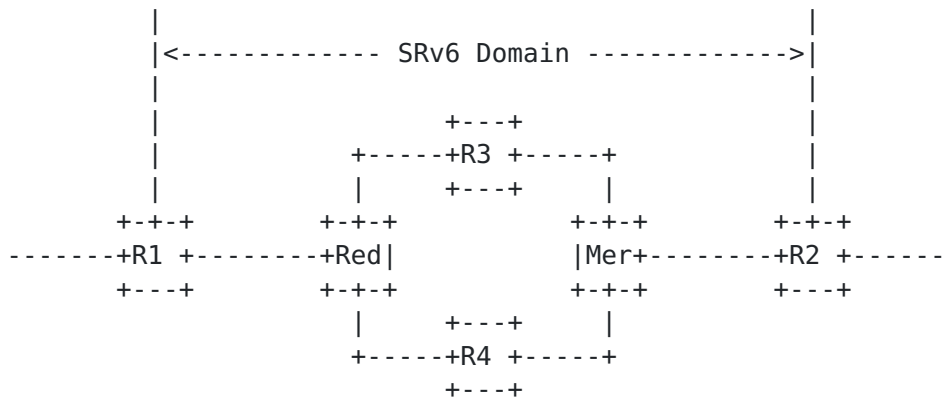 |                                         |
          |<------------- SRv6 Domain ------------->|
          |                                         |
          |                  +---+                  |
          |            +-----+R3 +-----+            |
          |            |     +---+     |            |
        +-+-+        +-+-+           +-+-+        +-+-+
 -------+R1 +--------+Red|           |Mer+--------+R2 +------
        +---+        +-+-+           +-+-+        +---+
                       |     +---+     |
                       +-----+R4 +-----+
                             +---+